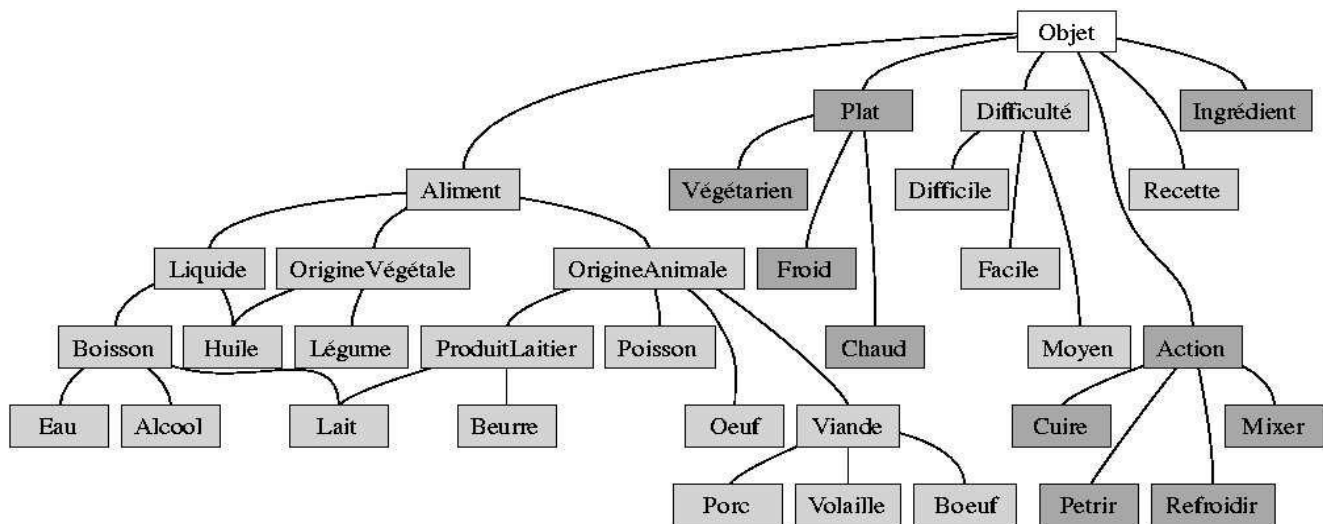 Objet
Plat
Difficulté
Ingrédient
Aliment
Végétarien
Difficile
Recette
Liquide
OrigineVégétale
OrigineAnimale
Froid
Facile
Boisson
Huile
Légume
ProduitLaitier
Poisson
Chaud
Moyen
Action
Eau
Alcool
Lait
Beurre
Oeuf
Viande
Cuire
Mixer
Porc
Volaille
Boeuf
Petrir
Refroidir